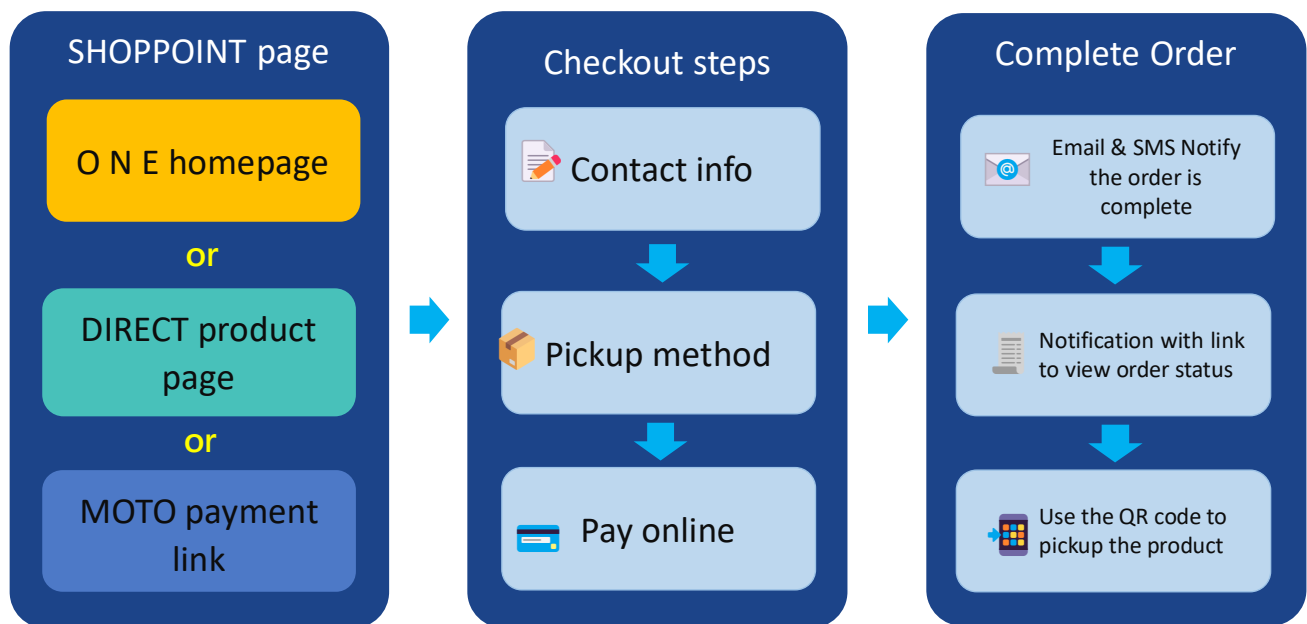 SHOPPOINT page
O N E homepage
or
DIRECT product
page
or
MOTO payment
link
Checkout steps
Contact info
Pickup method
Pay online
Complete Order
@
Email & SMS Notify
the order is
complete
Notification with link
to view order status
Use the QR code to
pickup the product